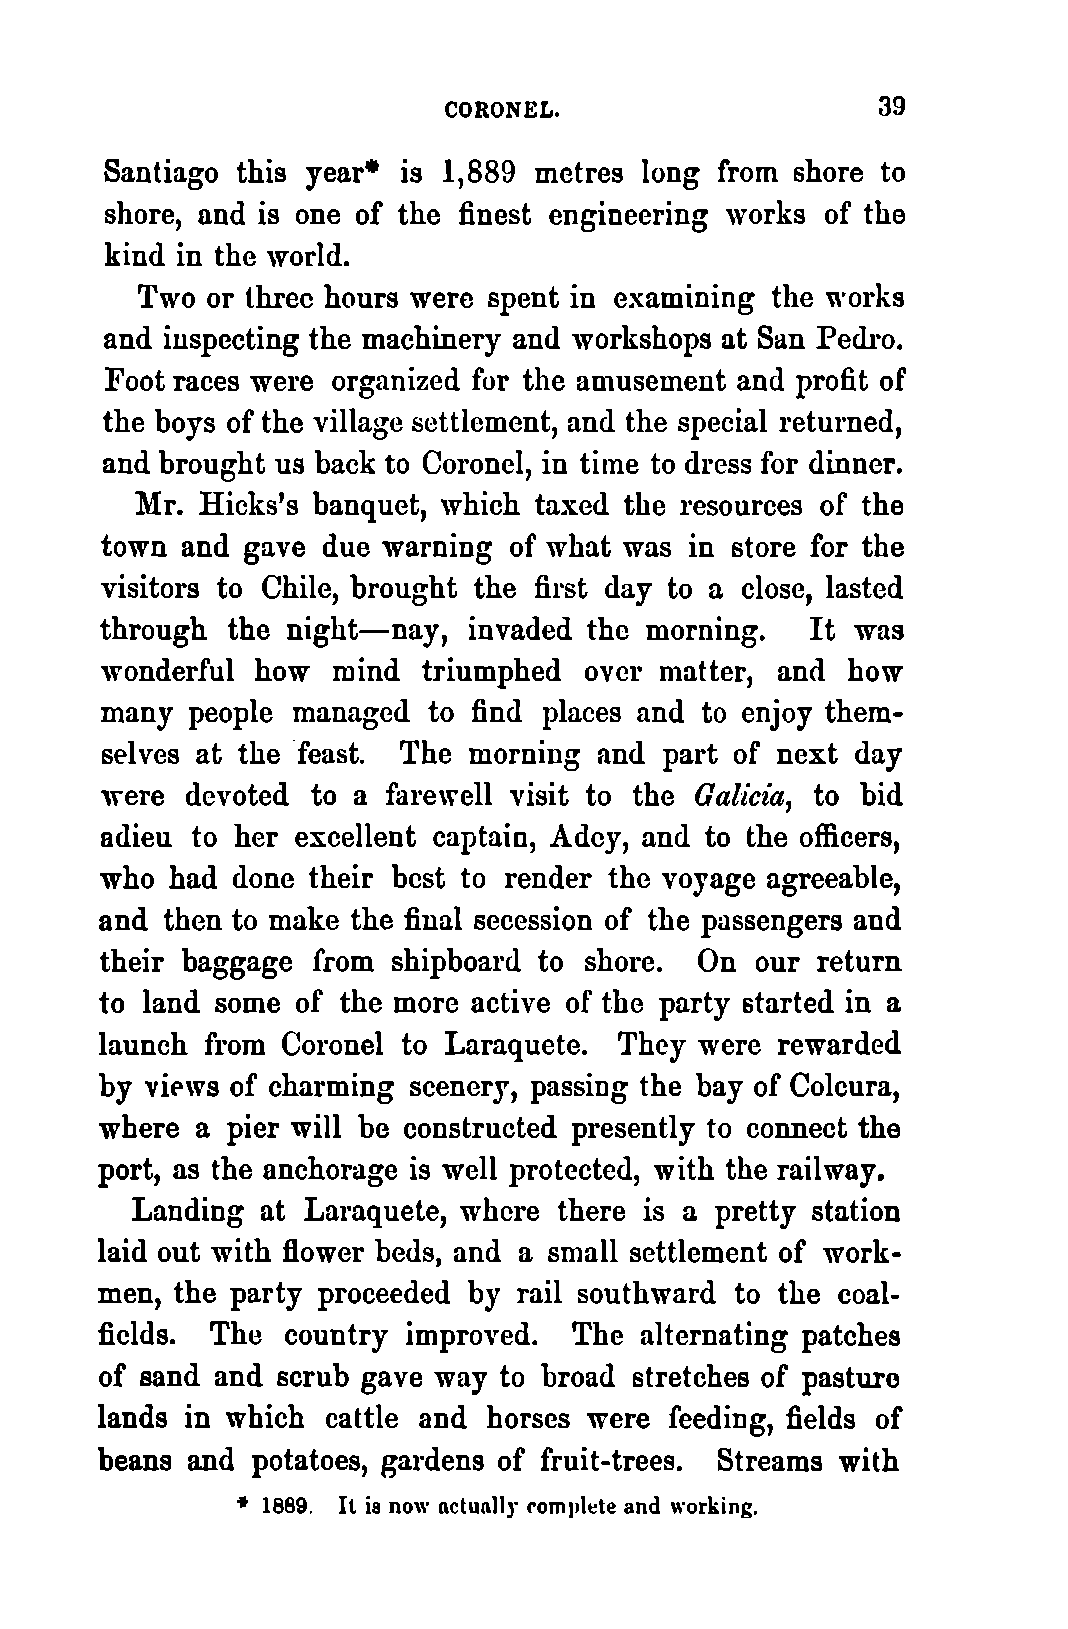 CORONEL. 39
Santiago this year* is 1,889 metres long from shore to
shore, and is one of the finest engineering works of the
kind in the world.
Two or three hours were spent in examining the works
and inspecting the machinery and workshops at San Pedro.
Foot races were organized for the amusement and profit of
the boys of the village settlement, and the special returned,
and brought us back to Coronel, in time to dress for dinner.
Mr. Hicks's banquet, which taxed the resources of the
town and gave due warning of what was in store for the
visitors to Chile, brought the first day to a close, lasted
through the night—nay, invaded the morning. It was
wonderful how mind triumphed over matter, and how
many people managed to find places and to enjoy them-
selves at the feast. The morning and part of next day
were devoted to a farewell visit to the Galicia, to bid
adieu to her excellent captain, Adey, and to the officers,
who had done their best to render the voyage agreeable,
and then to make the final secession of the passengers and
their baggage from shipboard to shore. On our return
to land some of the more active of the party started in a
launch from Coronel to Laraquete. They were rewarded
by views of charming scenery, passing the bay of Colcura,
where a pier will be constructed presently to connect the
port, as the anchorage is well protected, with the railway.
Landing at Laraquete, where there is a pretty station
laid out with flower beds, and a small settlement of work-
men, the party proceeded by rail southward to the coal-
fields. The country improved. The alternating patches
of sand and scrub gave way to broad stretches of pasture
lands in which cattle and horses were feeding, fields of
beans and potatoes, gardens of fruit-trees. Streams with
* 1889. It is now actually complete and working.